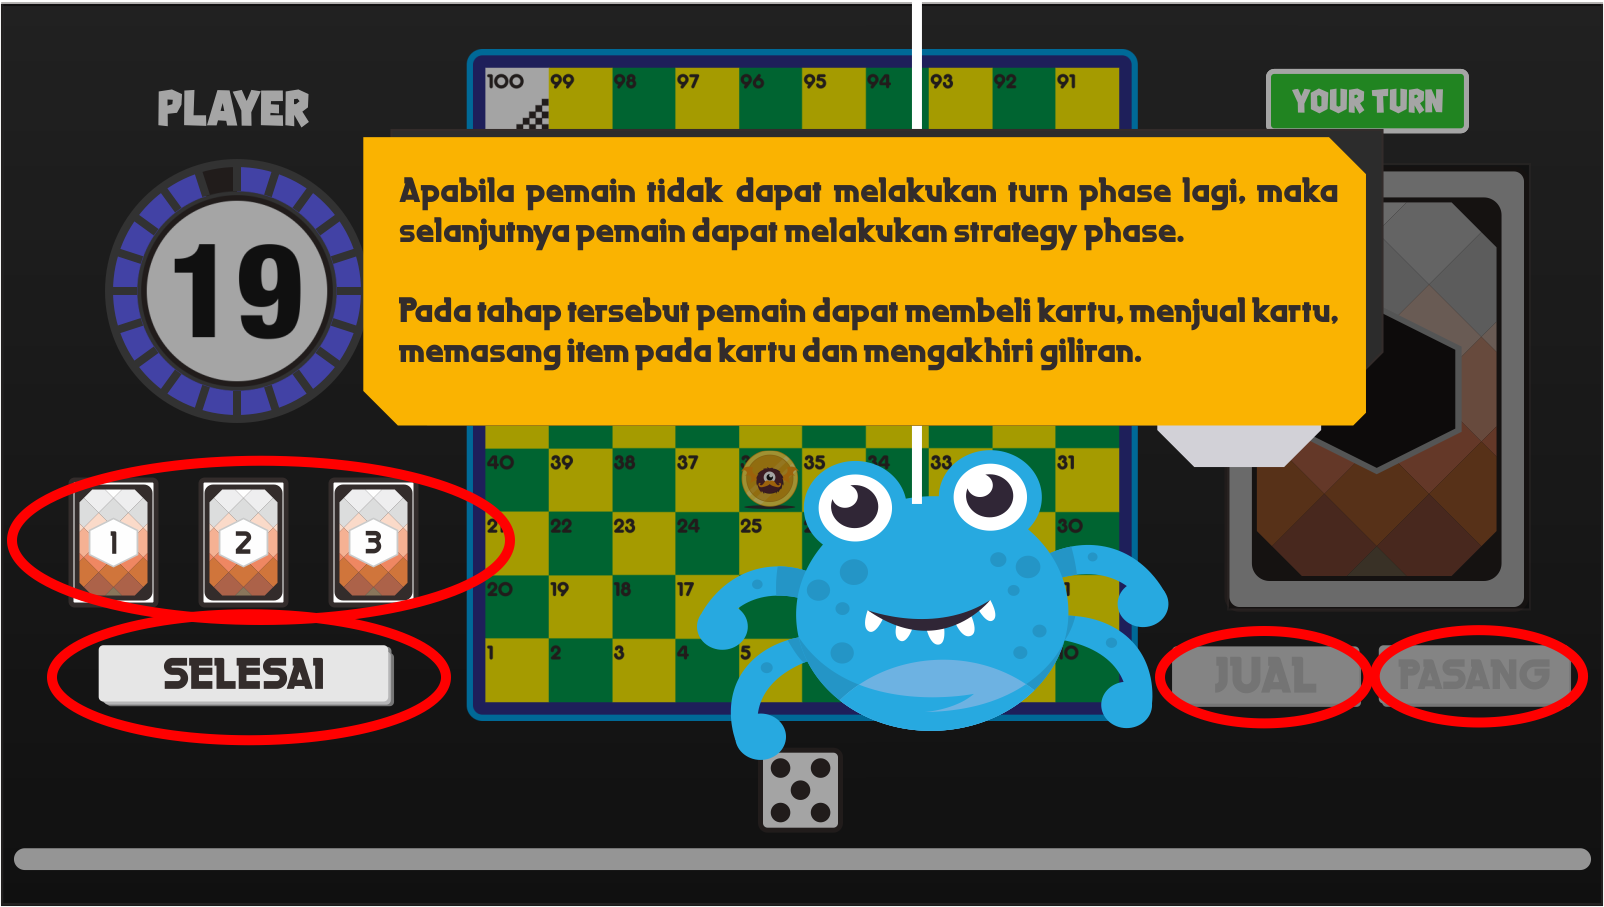 PLAYER
YOUR TURN
100 99 98 97 96 95 94 93 92 91
Apabila pemain tidak dapat melakukan turn phase lagi, maka
selanjutnya pemain dapat melakukan strategy phase.
Pada tahap tersebut pemain dapat membeli kartu, menjual kartu,
memasang item pada kartu dan mengakhiri giliran.
19
40 39 38 37 35 34 33 31
21 22 23 24 25 30
20 19 18 17
1 2 3 4 5 10
1 2 3
SELESAI
JUAL
PASANG